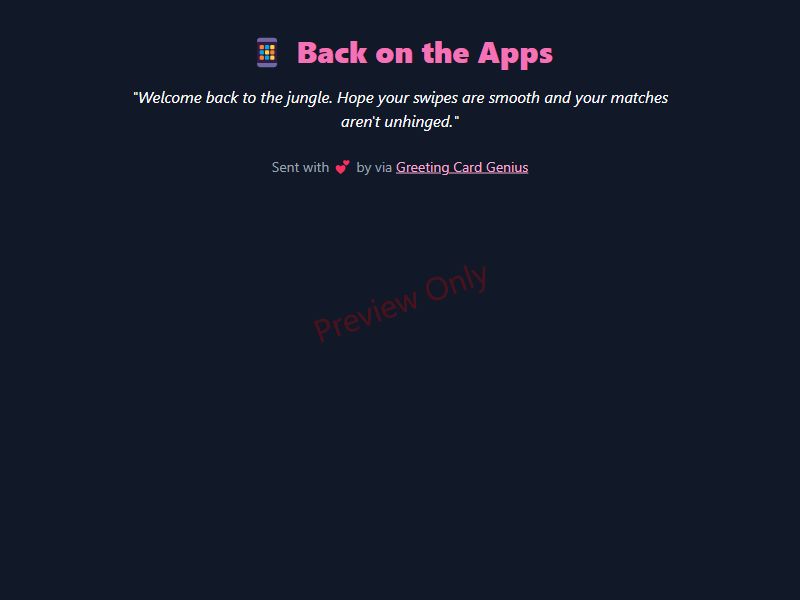 📱 Back on the Apps
"Welcome back to the jungle. Hope your swipes are smooth and your matches
aren't unhinged."
Sent with 💕 by via Greeting Card Genius
Preview Only